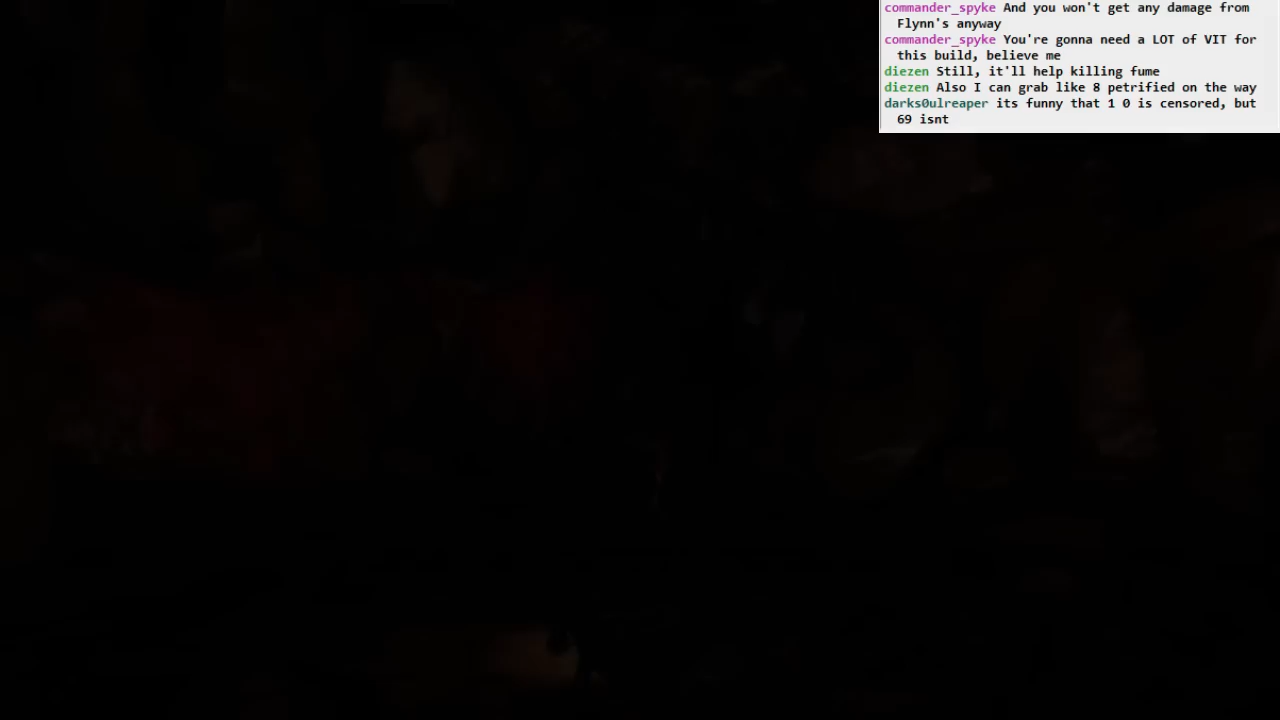 commander_spyke And you won't get any damage from
Flynn's anyway
commander_spyke You're gonna need a LOT of VIT for
this build, believe me
diezen Still, it'll help killing fume
diezen Also I can grab like 8 petrified on the way
darks0ulreaper its funny that 1 0 is censored, but
69 isnt